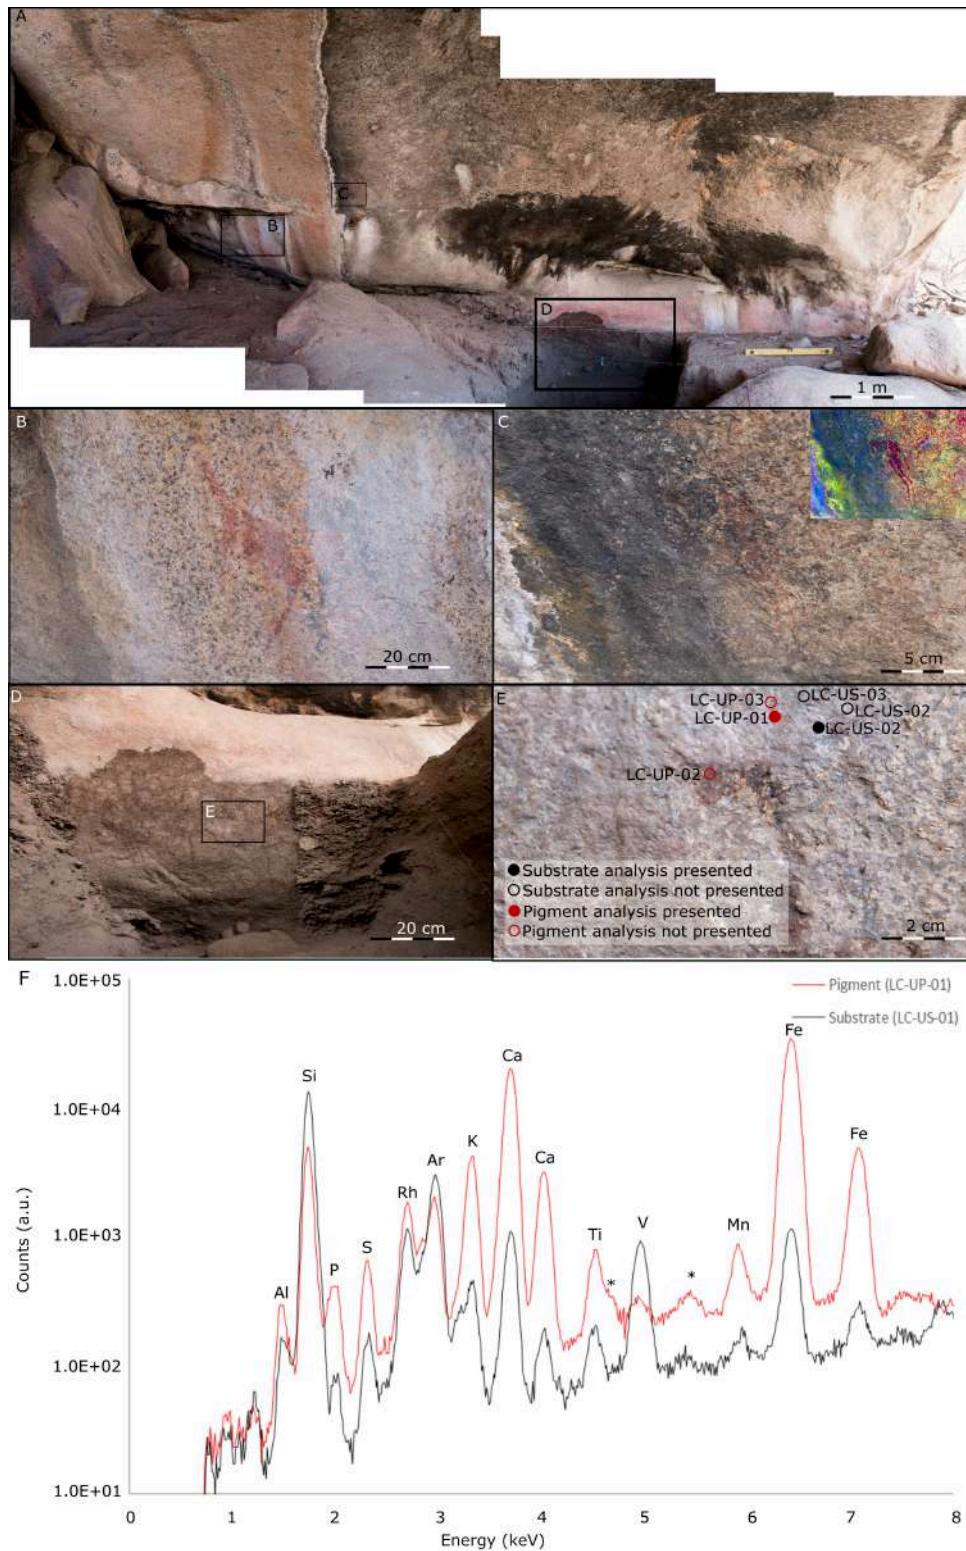 A
B
C
D
1 m
B
20 cm
C
5 cm
D
E
20 cm
E
LC-UP-03
LC-US-03
LC-UP-01
LC-US-02
LC-US-02
LC-UP-02
Substrate analysis presented
Substrate analysis not presented
Pigment analysis presented
Pigment analysis not presented
2 cm
F
1.0E+05
1.0E+04
1.0E+03
1.0E+02
1.0E+01
Counts (a.u.)
Pigment (LC-UP-01)
Substrate (LC-US-01)
Al
Si
P
S
Rh
Ar
K
Ca
Ca
Ti
*
V
*
Mn
Fe
Fe
0 1 2 3 4 5 6 7 8
Energy (keV)